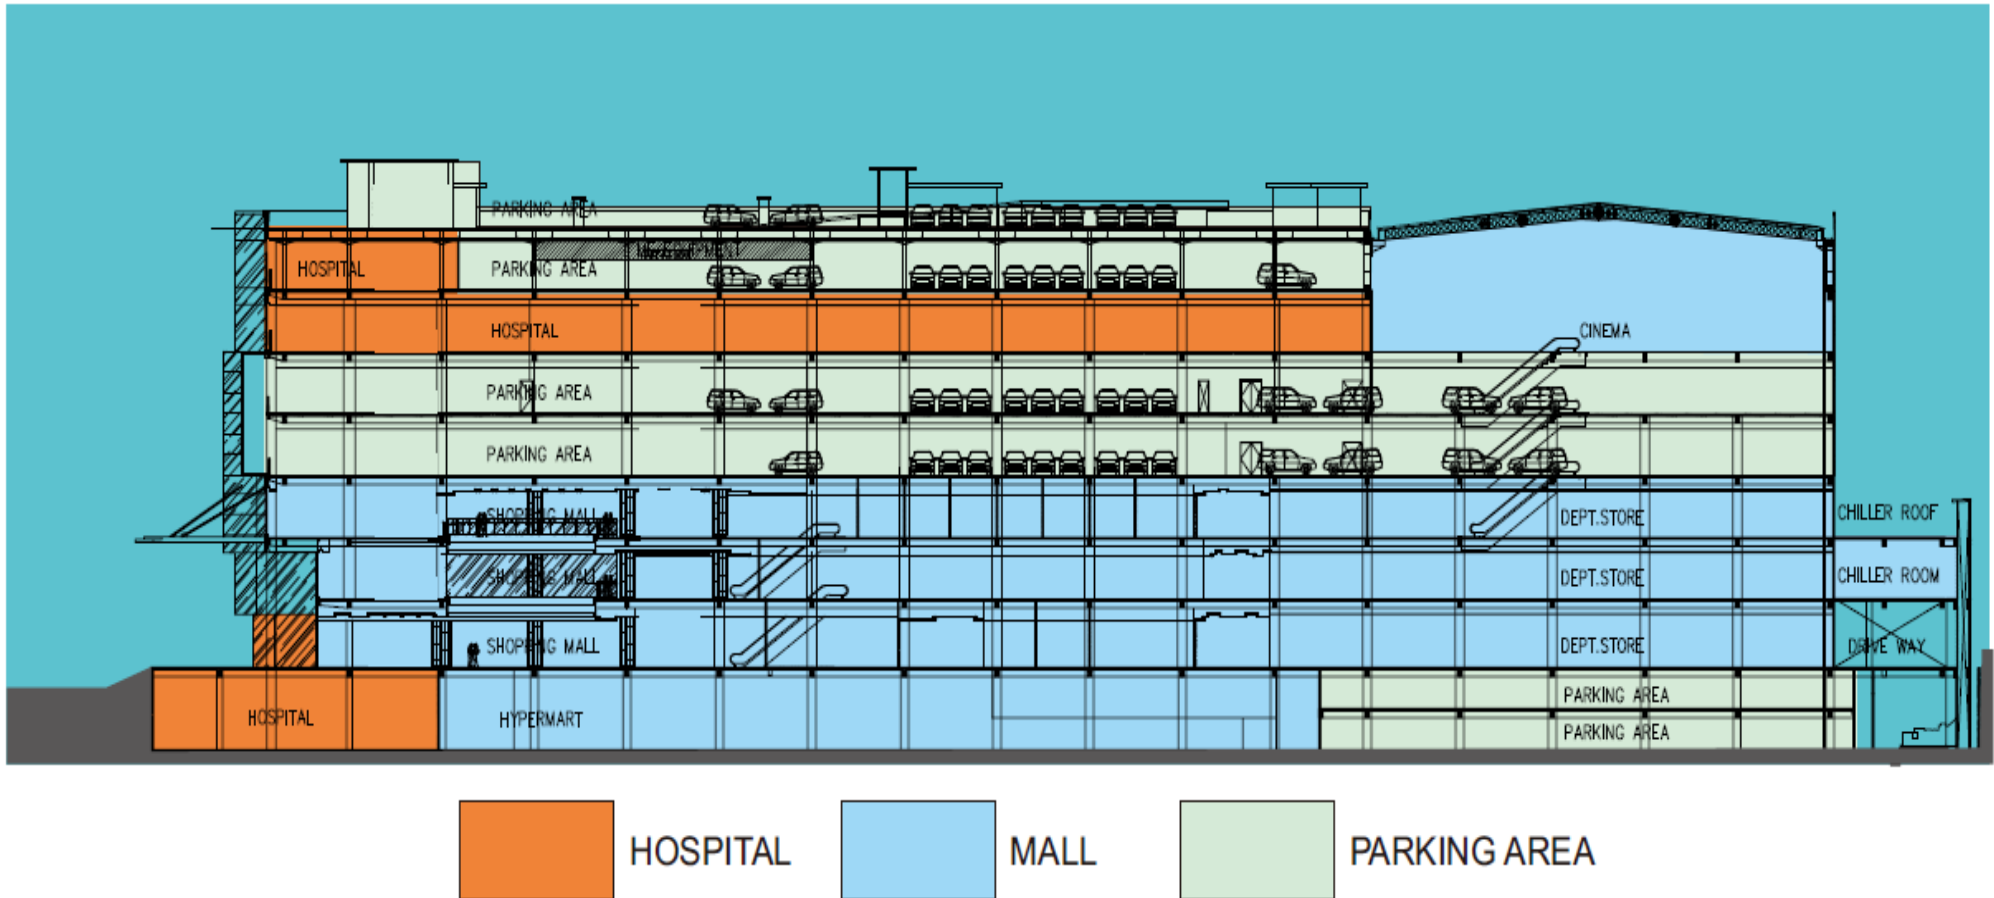 PARKING AREA
HOSPITAL
PARKING AREA
HOSPITAL
CINEMA
PARKING AREA
PARKING AREA
SHOPPING MALL
DEPT.STORE
CHILLER ROOF
SHOPPING MALL
DEPT.STORE
CHILLER ROOM
SHOPPING MALL
DEPT.STORE
DRIVE WAY
HOSPITAL
HYPERMART
PARKING AREA
PARKING AREA
HOSPITAL
MALL
PARKING AREA